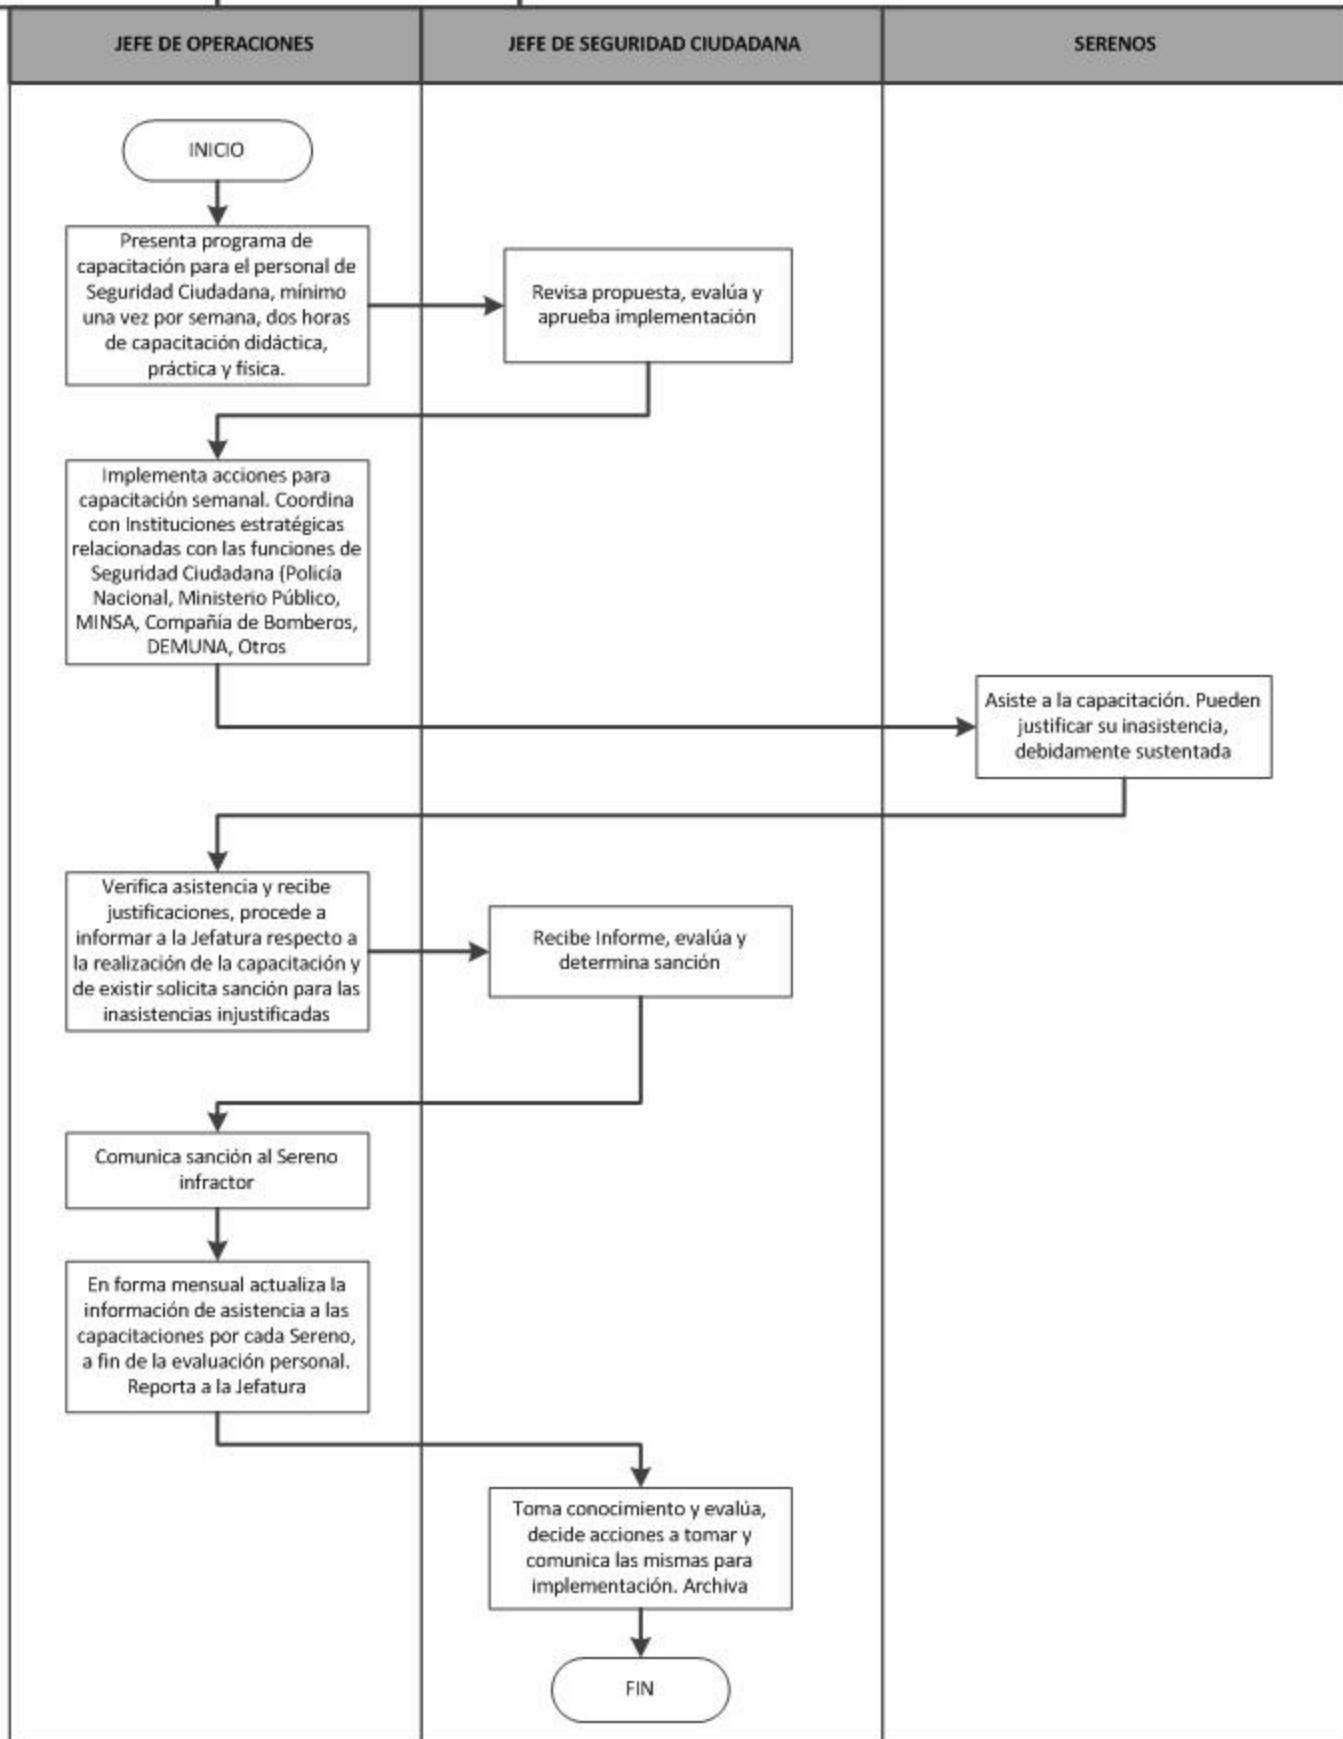 JEFE DE OPERACIONES
JEFE DE SEGURIDAD CIUDADANA
SERENOS
INICIO
Presenta programa de
capacitación para el personal de
Seguridad Ciudadana, mínimo
una vez por semana, dos horas
de capacitación didáctica,
práctica y física.
Revisa propuesta, evalúa y
aprueba implementación
Implementa acciones para
capacitación semanal. Coordina
con Instituciones estratégicas
relacionadas con las funciones de
Seguridad Ciudadana (Policía
Nacional, Ministerio Público,
MINSA, Compañía de Bomberos,
DEMUNA, Otros
Asiste a la capacitación. Pueden
justificar su inasistencia,
debidamente sustentada
Verifica asistencia y recibe
justificaciones, procede a
informar a la Jefatura respecto a
la realización de la capacitación y
de existir solicita sanción para las
inasistencias injustificadas
Recibe Informe, evalúa y
determina sanción
Comunica sanción al Sereno
infractor
En forma mensual actualiza la
información de asistencia a las
capacitaciones por cada Sereno,
a fin de la evaluación personal.
Reporta a la Jefatura
Toma conocimiento y evalúa,
decide acciones a tomar y
comunica las mismas para
implementación. Archiva
FIN